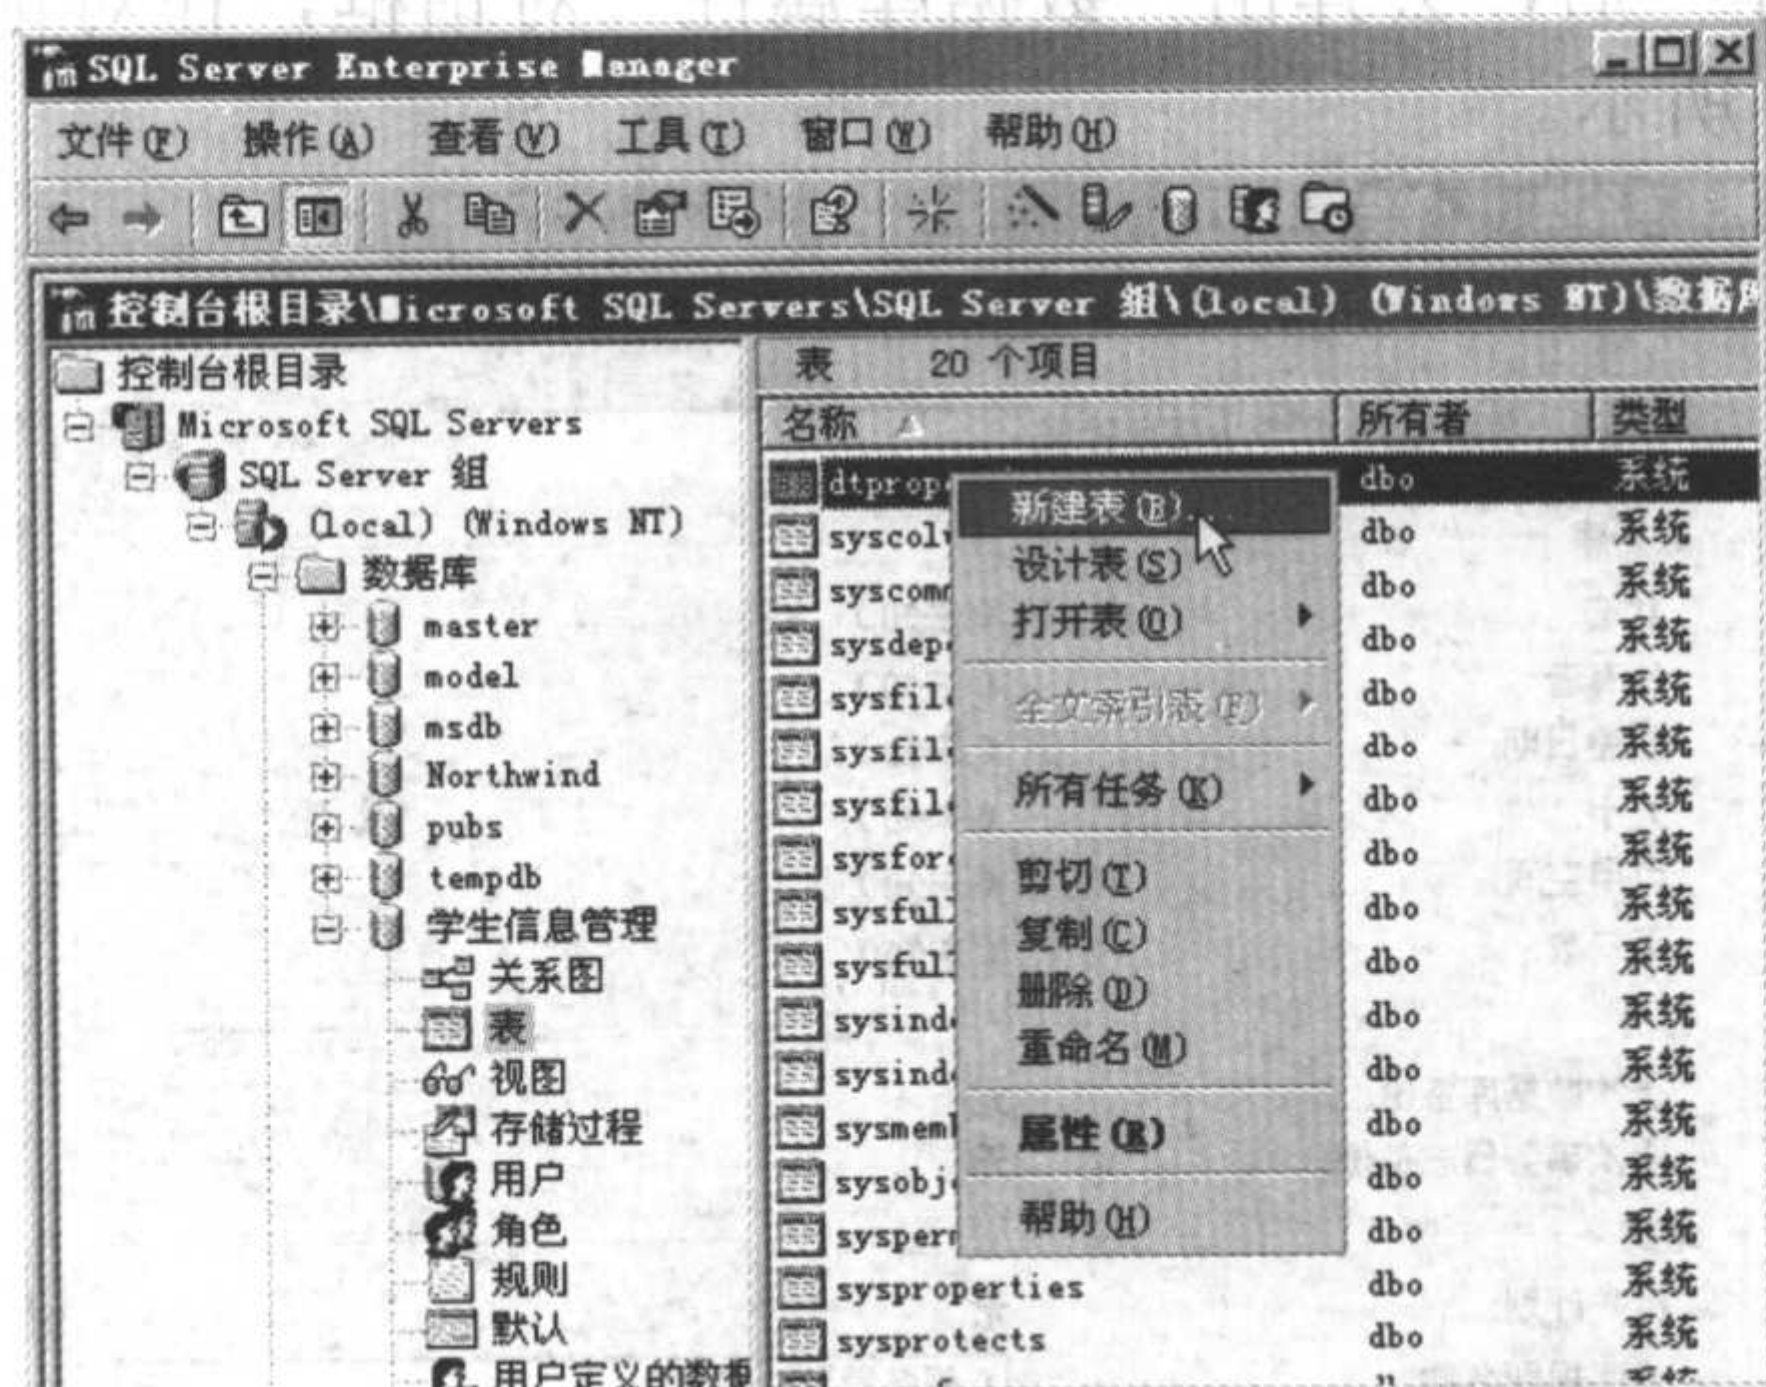 SQL Server Enterprise Manager
文件(F) 操作(A) 查看(V) 工具(T) 窗口(W) 帮助(H)
控制台根目录\Microsoft SQL Servers\SQL Server 组\(local) (Windows NT)\数据库
控制台根目录
Microsoft SQL Servers
SQL Server 组
(local) (Windows NT)
数据库
master
model
msdb
Northwind
pubs
tempdb
学生信息管理
关系图
表
视图
存储过程
用户
角色
规则
默认
用户定义的数据
表 20 个项目
名称 所有者 类型
dtprop dbo 系统
syscol dbo 系统
syscom dbo 系统
sysdep dbo 系统
sysfil dbo 系统
sysfil dbo 系统
sysfil dbo 系统
sysfor dbo 系统
sysful dbo 系统
sysful dbo 系统
sysind dbo 系统
sysind dbo 系统
sysmem dbo 系统
sysobj dbo 系统
sysper dbo 系统
sysproperties dbo 系统
sysprotects dbo 系统
新建表(B)...
设计表(S)
打开表(O)
全文索引表(F)
所有任务(K)
剪切(T)
复制(C)
删除(D)
重命名(M)
属性(R)
帮助(H)